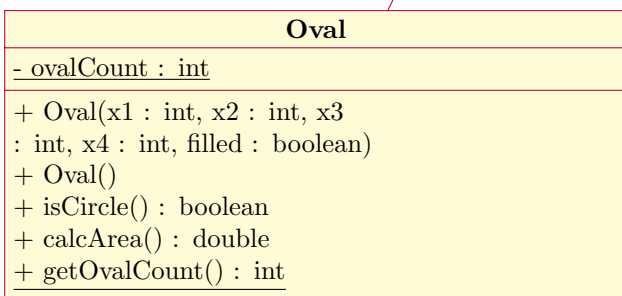 Oval
- ovalCount : int
+ Oval(x1 : int, x2 : int, x3
: int, x4 : int, filled : boolean)
+ Oval()
+ isCircle() : boolean
+ calcArea() : double
+ getOvalCount() : int